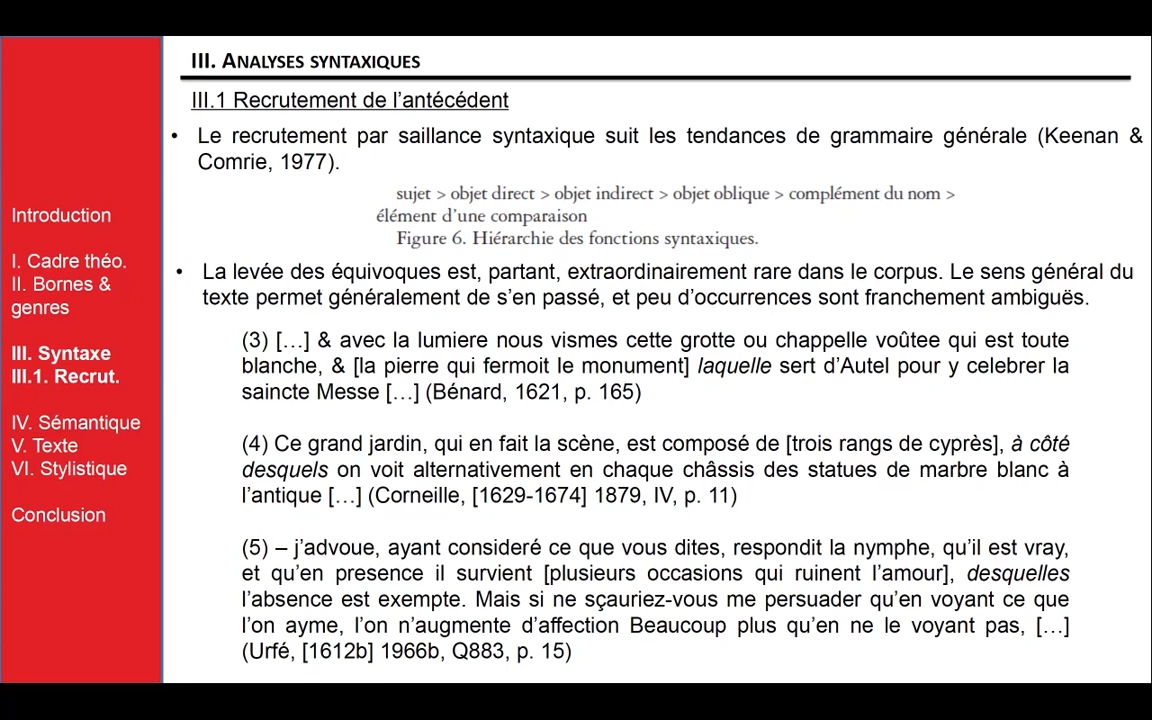 III. ANALYSES SYNTAXIQUES
III.1 Recrutement de l’antécédent
• Le recrutement par saillance syntaxique suit les tendances de grammaire générale (Keenan &
Comrie, 1977).
sujet > objet direct > objet indirect > objet oblique > complément du nom >
élément d’une comparaison
Figure 6. Hiérarchie des fonctions syntaxiques.
• La levée des équivoques est, partant, extraordinairement rare dans le corpus. Le sens général du
texte permet généralement de s’en passé, et peu d’occurrences sont franchement ambiguës.
(3) […] & avec la lumiere nous vismes cette grotte ou chappelle voûtee qui est toute
blanche, & [la pierre qui fermoit le monument] laquelle sert d’Autel pour y celebrer la
saincte Messe […] (Bénard, 1621, p. 165)
(4) Ce grand jardin, qui en fait la scène, est composé de [trois rangs de cyprès], à côté
desquels on voit alternativement en chaque châssis des statues de marbre blanc à
l’antique […] (Corneille, [1629-1674] 1879, IV, p. 11)
(5) – j’advoue, ayant consideré ce que vous dites, respondit la nymphe, qu’il est vray,
et qu’en presence il survient [plusieurs occasions qui ruinent l’amour], desquelles
l’absence est exempte. Mais si ne sçauriez-vous me persuader qu’en voyant ce que
l’on ayme, l’on n’augmente d’affection Beaucoup plus qu’en ne le voyant pas, […]
(Urfé, [1612b] 1966b, Q883, p. 15)
Introduction
I. Cadre théo.
II. Bornes &
genres
III. Syntaxe
III.1. Recrut.
IV. Sémantique
V. Texte
VI. Stylistique
Conclusion